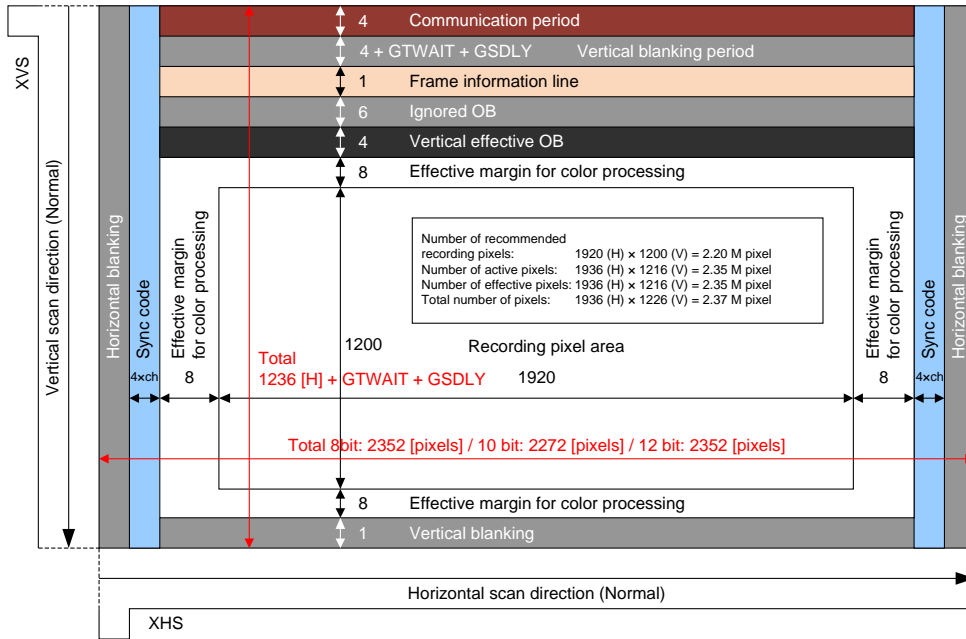 XVS
Vertical scan direction (Normal)
4 Communication period
4 + GTWAIT + GSDLY Vertical blanking period
1 Frame information line
6 Ignored OB
4 Vertical effective OB
8 Effective margin for color processing
Horizontal blanking
Sync code
4×ch
Effective margin
for color processing
8
Number of recommended
recording pixels: 1920 (H) × 1200 (V) = 2.20 M pixel
Number of active pixels: 1936 (H) × 1216 (V) = 2.35 M pixel
Number of effective pixels: 1936 (H) × 1216 (V) = 2.35 M pixel
Total number of pixels: 1936 (H) × 1226 (V) = 2.37 M pixel
1200 Recording pixel area
Total
1236 [H] + GTWAIT + GSDLY 1920
Effective margin
for color processing
8
Sync code
4×ch
Horizontal blanking
Total 8bit: 2352 [pixels] / 10 bit: 2272 [pixels] / 12 bit: 2352 [pixels]
8 Effective margin for color processing
1 Vertical blanking
Horizontal scan direction (Normal)
XHS